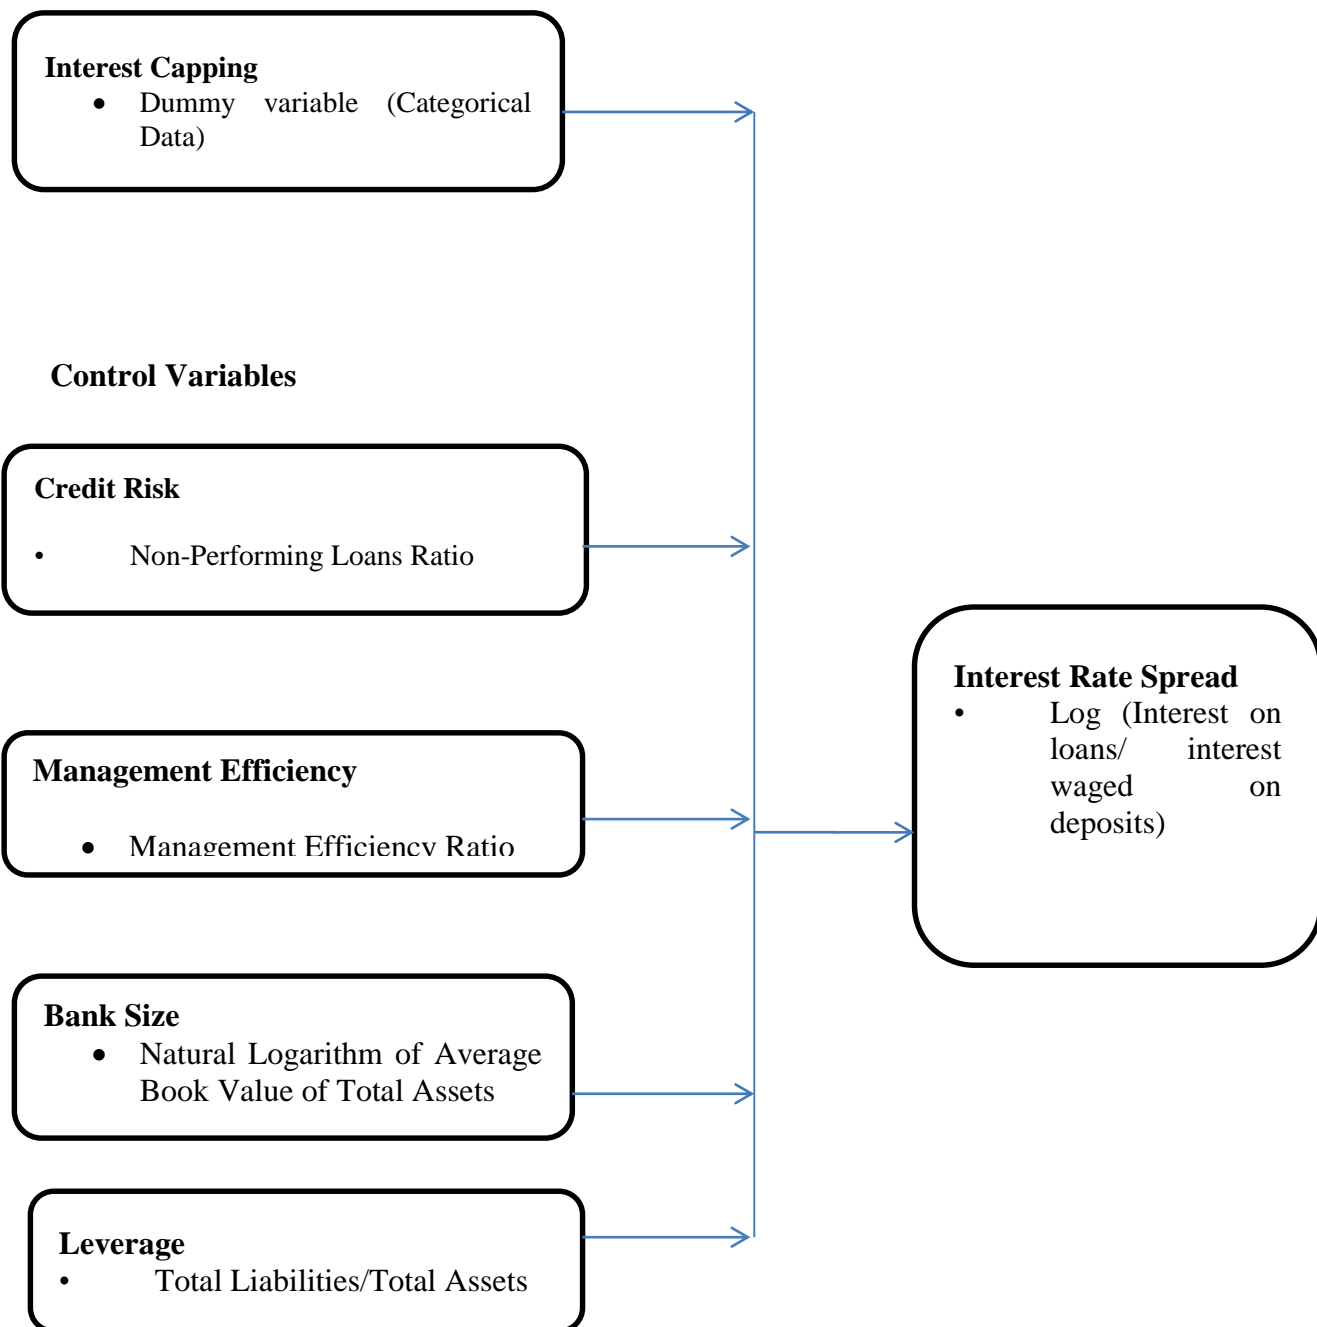 Interest Capping
• Dummy variable (Categorical
Data)
Control Variables
Credit Risk
• Non-Performing Loans Ratio
Management Efficiency
• Management Efficiency Ratio
Bank Size
• Natural Logarithm of Average
Book Value of Total Assets
Leverage
• Total Liabilities/Total Assets
Interest Rate Spread
• Log (Interest on
loans/ interest
waged on
deposits)